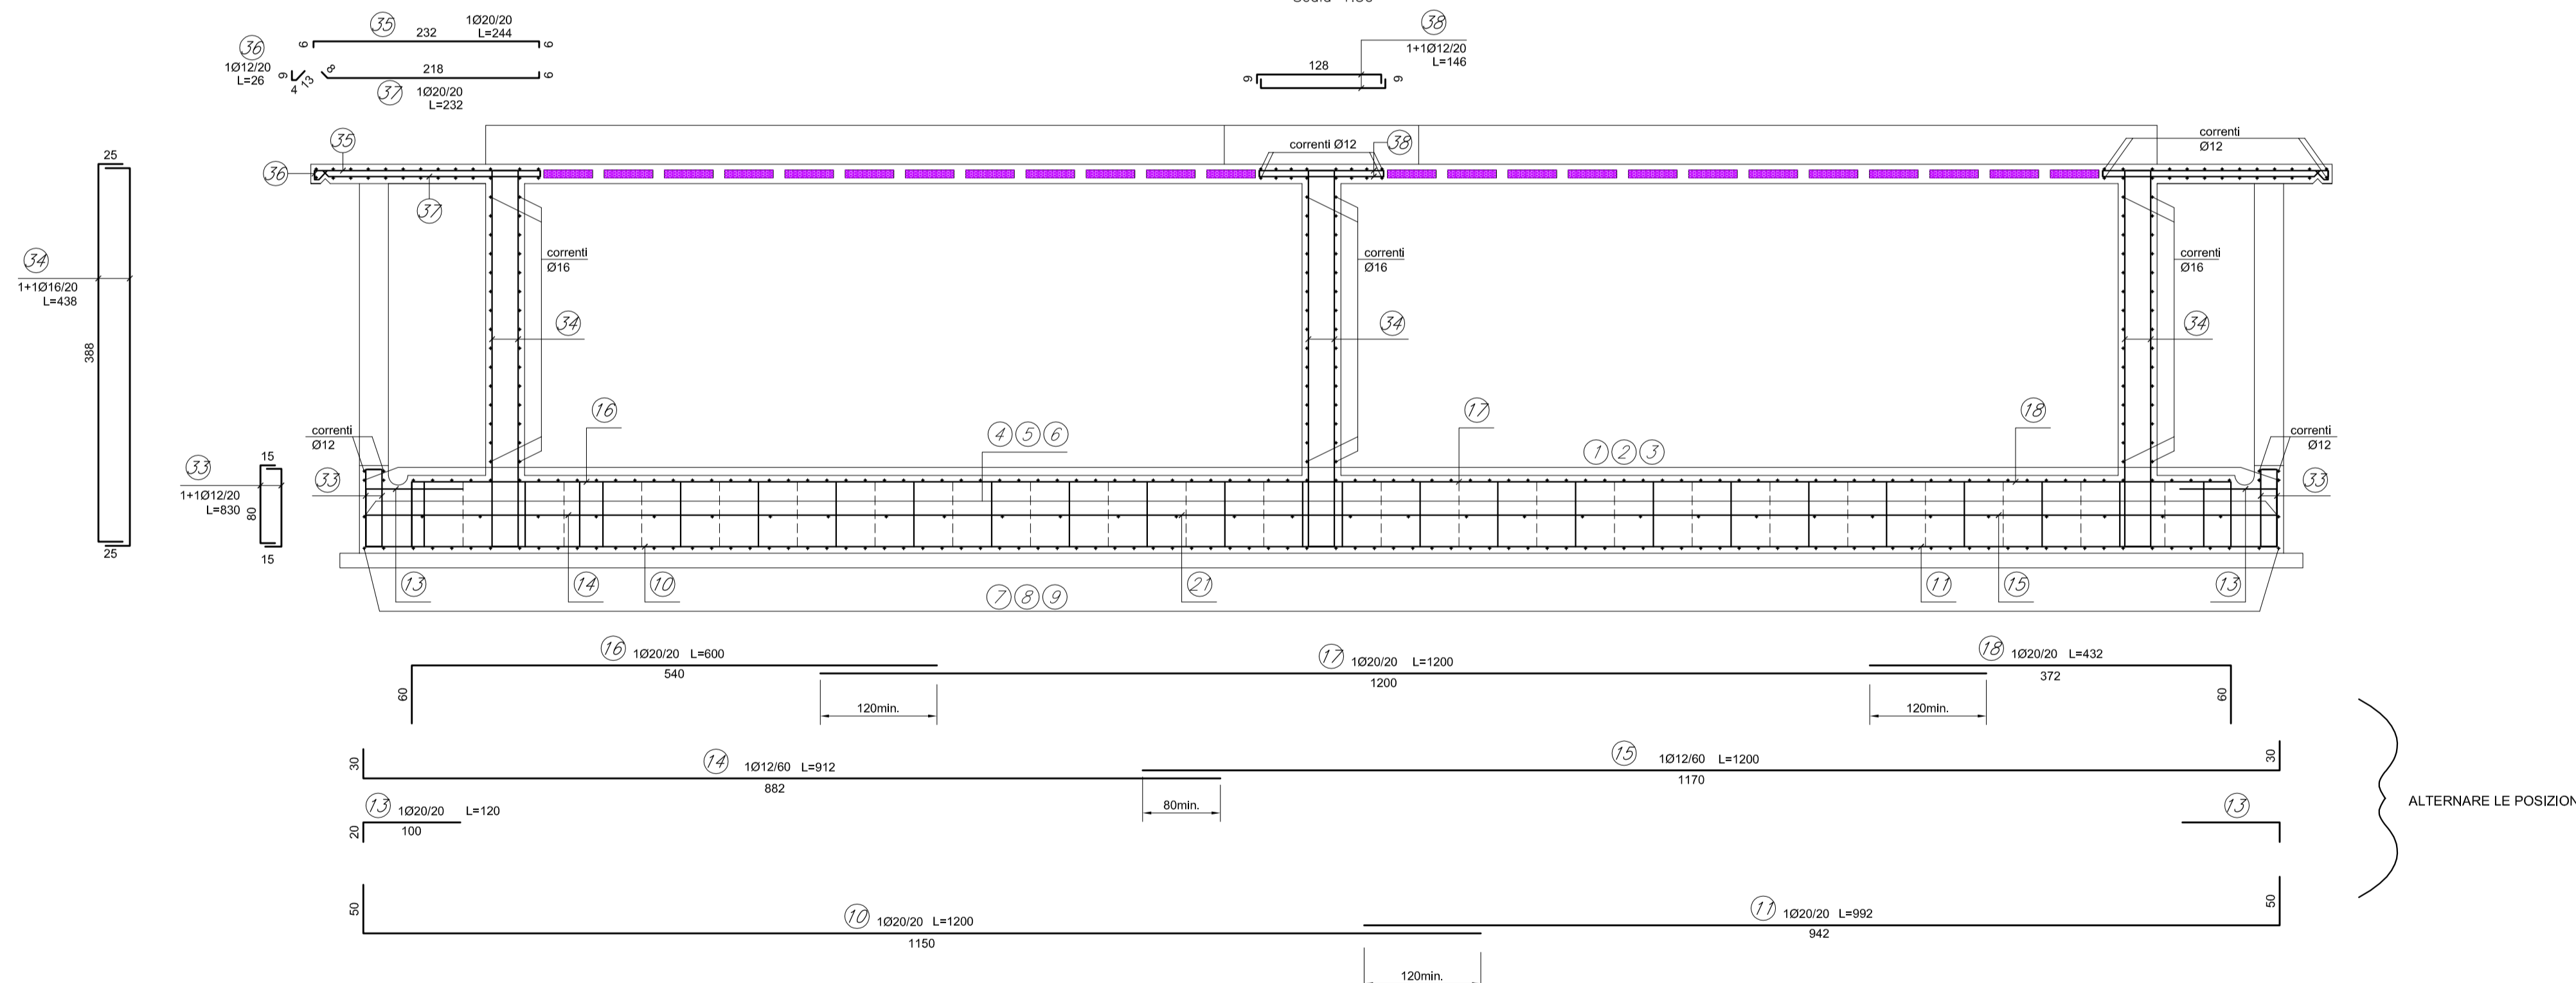 35
1Ø20/20
L=244
232
6
6
36
1Ø12/20
L=26
9
4
13
8
218
6
37
1Ø20/20
L=232
38
1+1Ø12/20
L=146
128
9
9
35
36
37
correnti Ø12
38
correnti
Ø12
25
34
1+1Ø16/20
L=438
388
25
correnti
Ø16
correnti
Ø16
correnti
Ø16
34
34
34
16
4 5 6
17
1 2 3
18
correnti
Ø12
correnti
Ø12
33
1+1Ø12/20
L=830
15
80
15
33
33
13
14
10
7 8 9
21
11
15
13
16 1Ø20/20 L=600
540
60
17 1Ø20/20 L=1200
1200
18 1Ø20/20 L=432
372
60
120min.
120min.
14 1Ø12/60 L=912
882
30
15 1Ø12/60 L=1200
1170
30
80min.
13 1Ø20/20 L=120
100
20
13
ALTERNARE LE POSIZION
10 1Ø20/20 L=1200
1150
50
11 1Ø20/20 L=992
942
50
120min.